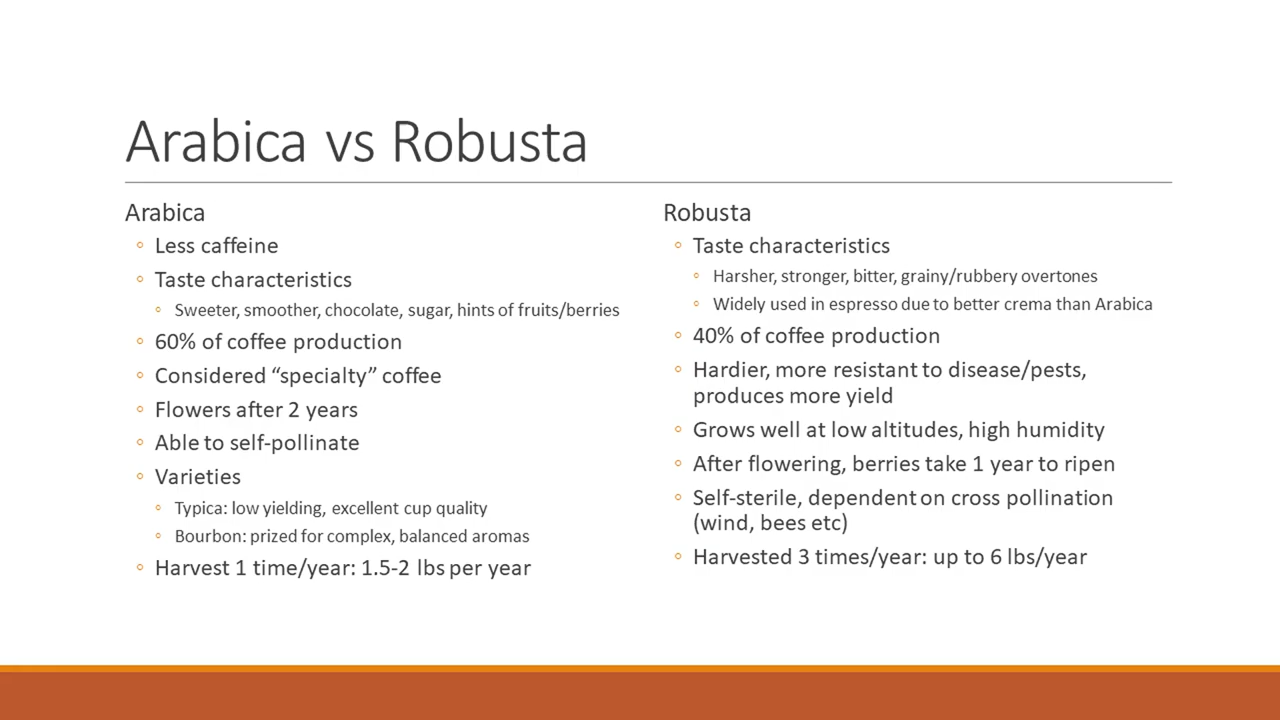 Arabica vs Robusta
Arabica
◦ Less caffeine
◦ Taste characteristics
◦ Sweeter, smoother, chocolate, sugar, hints of fruits/berries
◦ 60% of coffee production
◦ Considered “specialty” coffee
◦ Flowers after 2 years
◦ Able to self-pollinate
◦ Varieties
◦ Typica: low yielding, excellent cup quality
◦ Bourbon: prized for complex, balanced aromas
◦ Harvest 1 time/year: 1.5-2 lbs per year
Robusta
◦ Taste characteristics
◦ Harsher, stronger, bitter, grainy/rubbery overtones
◦ Widely used in espresso due to better crema than Arabica
◦ 40% of coffee production
◦ Hardier, more resistant to disease/pests,
produces more yield
◦ Grows well at low altitudes, high humidity
◦ After flowering, berries take 1 year to ripen
◦ Self-sterile, dependent on cross pollination
(wind, bees etc)
◦ Harvested 3 times/year: up to 6 lbs/year